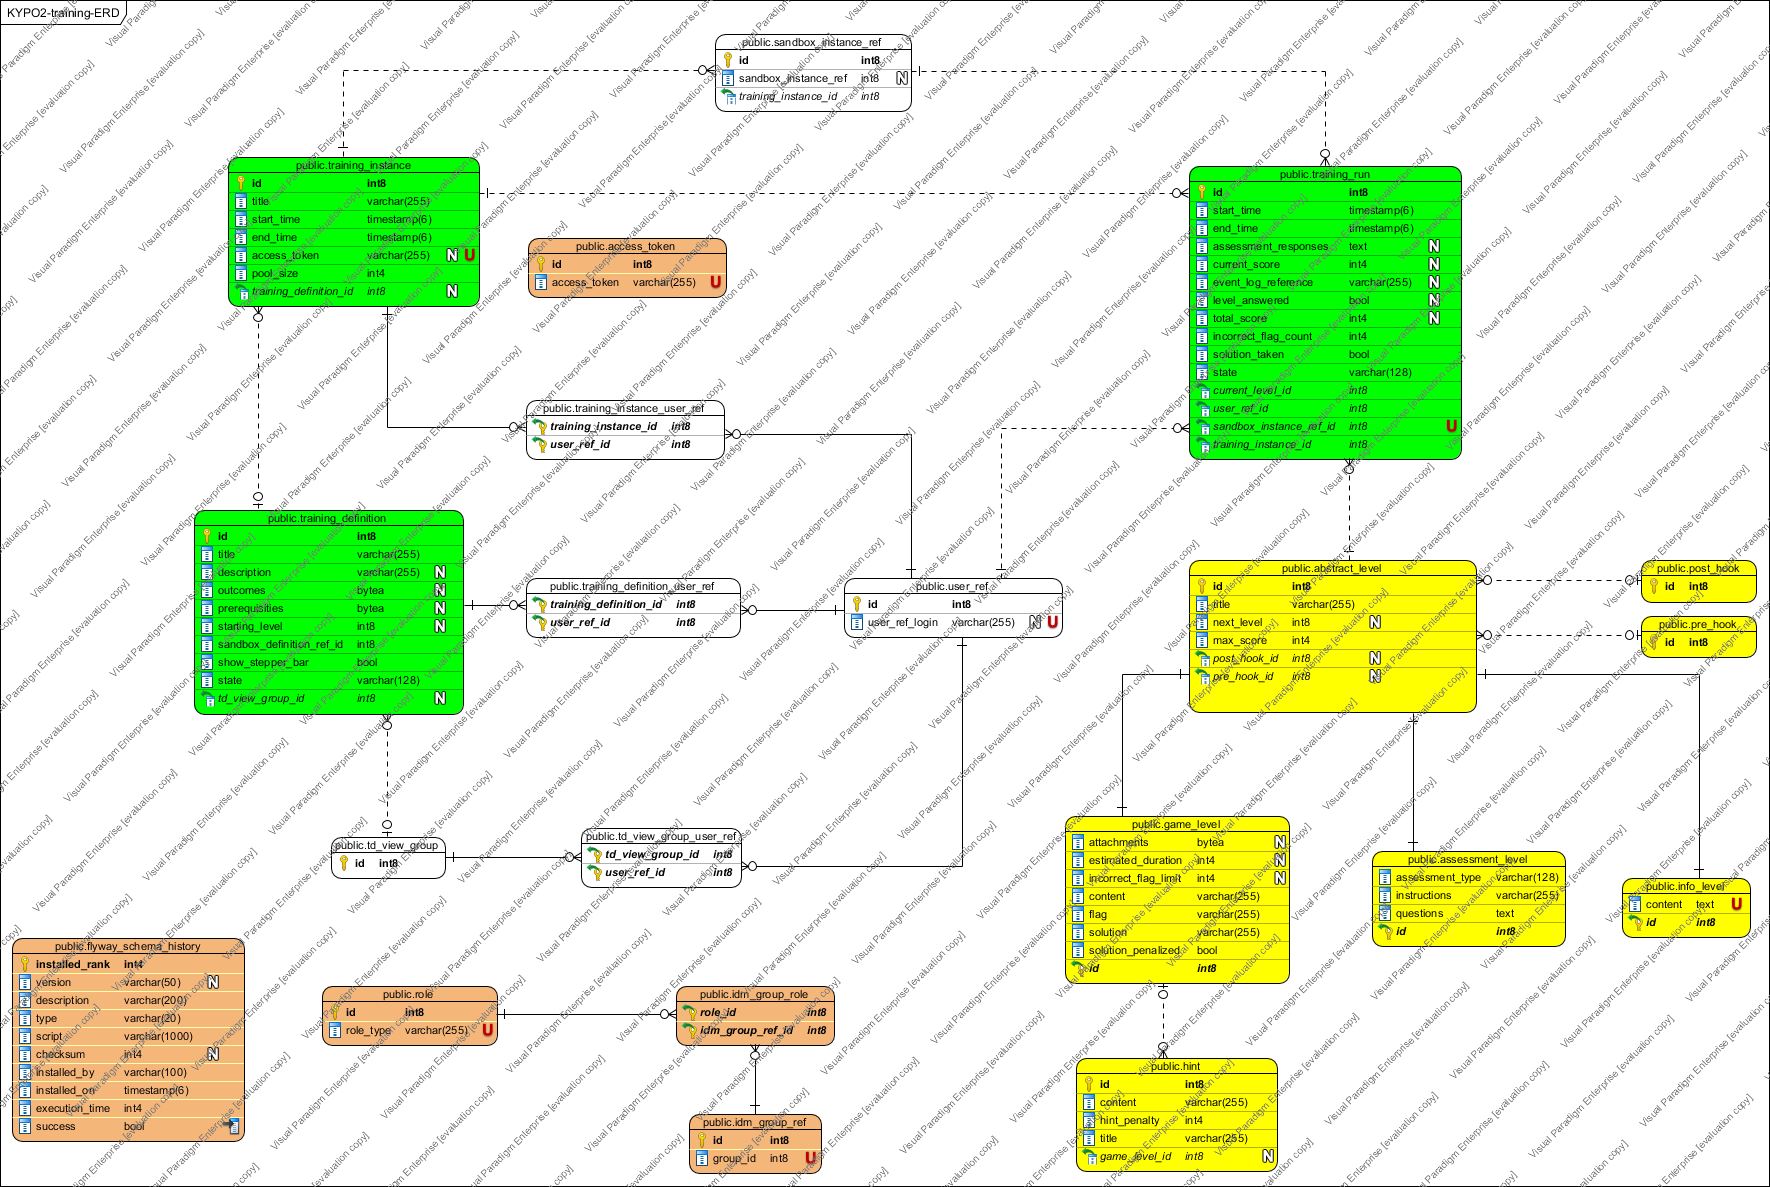 KYPO2-training-ERD
public.sandbox_instance_ref
id int8
sandbox_instance_ref int8 N
training_instance_id int8
public.training_instance
id int8
title varchar(255)
start_time timestamp(6)
end_time timestamp(6)
access_token varchar(255) N U
pool_size int4
training_definition_id int8 N
public.access_token
id int8
access_token varchar(255) U
public.training_run
id int8
start_time timestamp(6)
end_time timestamp(6)
assessment_responses text N
current_score int4 N
event_log_reference varchar(255) N
level_answered bool N
total_score int4 N
incorrect_flag_count int4
solution_taken bool
state varchar(128)
current_level_id int8
user_ref_id int8
sandbox_instance_ref_id int8 U
training_instance_id int8
public.training_instance_user_ref
training_instance_id int8
user_ref_id int8
public.training_definition
id int8
title varchar(255)
description varchar(255) N
outcomes bytea N
prerequisities bytea N
starting_level int8 N
sandbox_definition_ref_id int8
show_stepper_bar bool
state varchar(128)
td_view_group_id int8 N
public.training_definition_user_ref
training_definition_id int8
user_ref_id int8
public.user_ref
id int8
user_ref_login varchar(255) N U
public.abstract_level
id int8
title varchar(255)
next_level int8 N
max_score int4
post_hook_id int8 N
pre_hook_id int8 N
public.post_hook
id int8
public.pre_hook
id int8
public.td_view_group
id int8
public.td_view_group_user_ref
td_view_group_id int8
user_ref_id int8
public.game_level
attachments bytea N
estimated_duration int4 N
incorrect_flag_limit int4 N
content varchar(255)
flag varchar(255)
solution varchar(255)
solution_penalized bool
id int8
public.assessment_level
assessment_type varchar(128)
instructions varchar(255)
questions text
id int8
public.info_level
content text U
id int8
public.flyway_schema_history
installed_rank int4
version varchar(50) N
description varchar(200)
type varchar(20)
script varchar(1000)
checksum int4 N
installed_by varchar(100)
installed_on timestamp(6)
execution_time int4
success bool
public.role
id int8
role_type varchar(255) U
public.idm_group_role
role_id int8
idm_group_ref_id int8
public.idm_group_ref
id int8
group_id int8 U
public.hint
id int8
content varchar(255)
hint_penalty int4
title varchar(255)
game_level_id int8 N
Visual Paradigm Enterprise [evaluation copy]